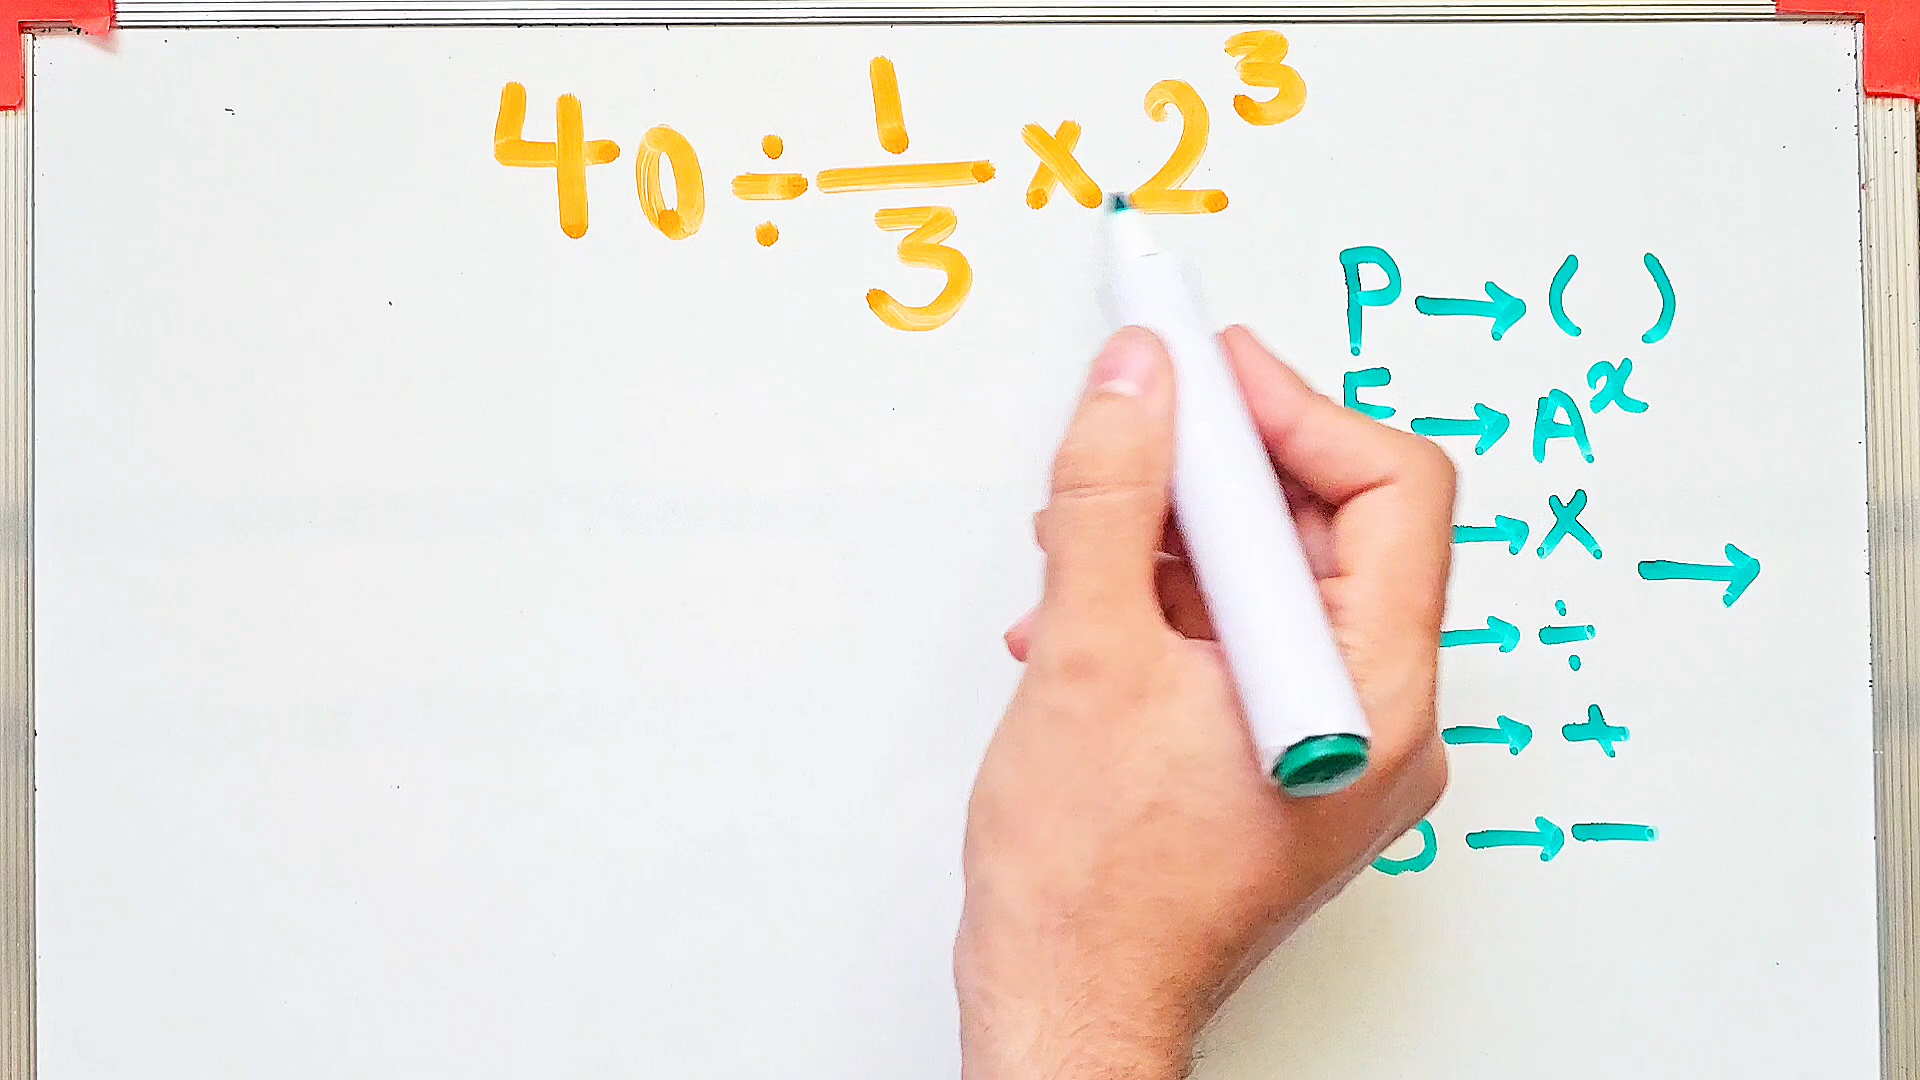 40 ÷ 1/3 × 2³
P → ( )
E → Aˣ
→ ×
→ ÷
→ +
→ −
→